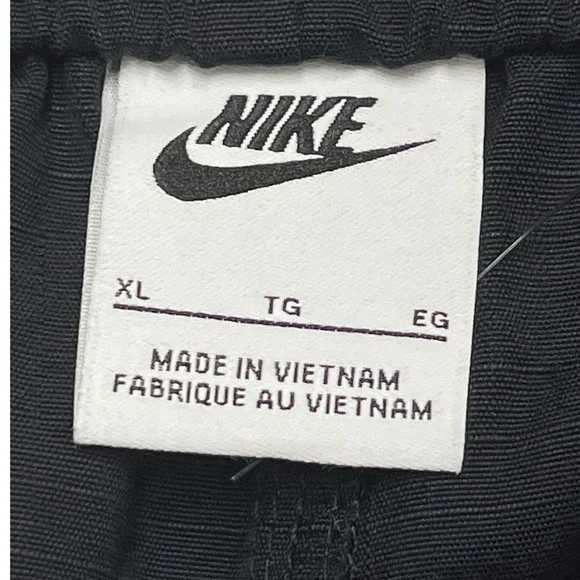 NIKE
XL TG EG
MADE IN VIETNAM
FABRIQUE AU VIETNAM